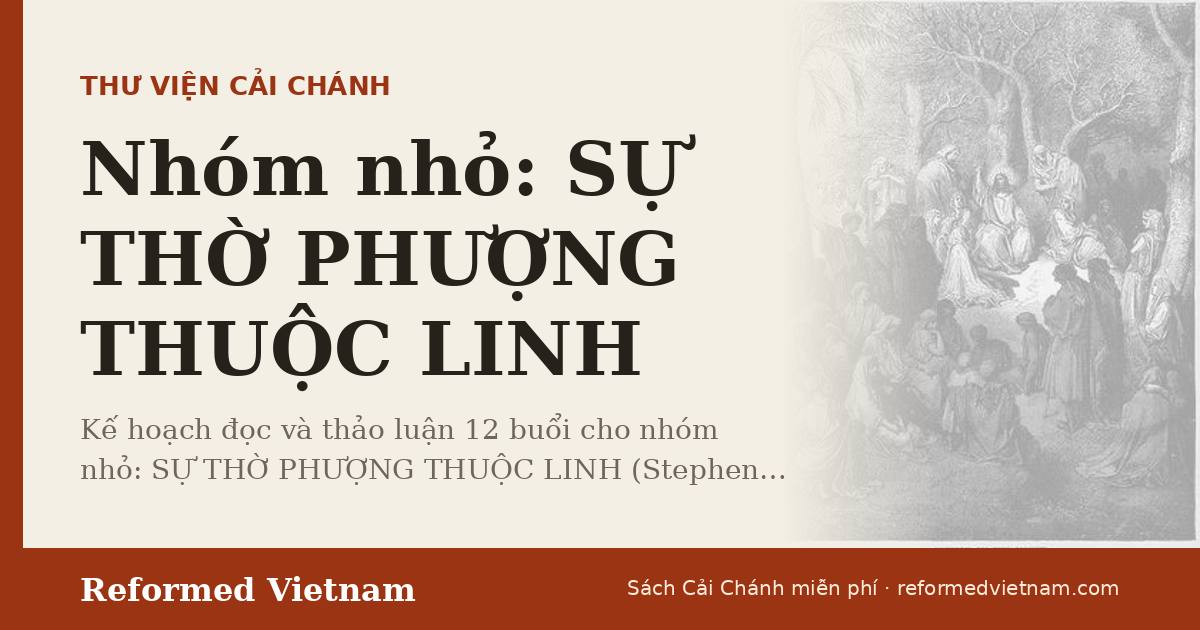 THƯ VIỆN CẢI CHÁNH
Nhóm nhỏ: SỰ
THỜ PHƯỢNG
THUỘC LINH
Kế hoạch đọc và thảo luận 12 buổi cho nhóm
nhỏ: SỰ THỜ PHƯỢNG THUỘC LINH (Stephen...
Reformed Vietnam
Sách Cải Chánh miễn phí · reformedvietnam.com